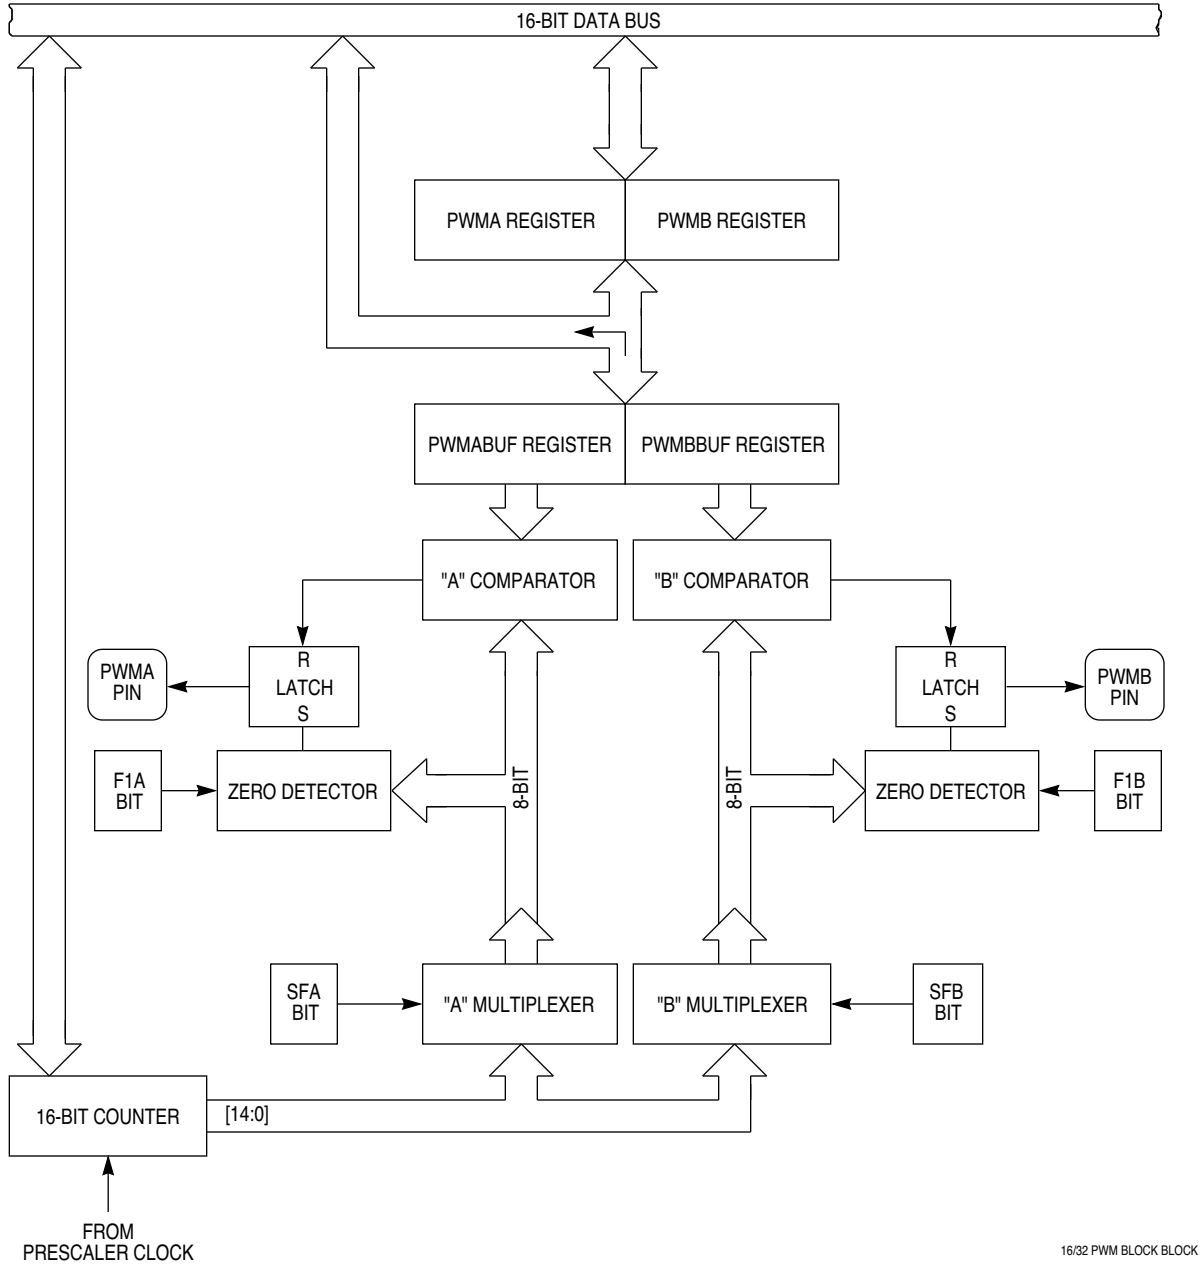 16-BIT DATA BUS
PWMA REGISTER
PWMB REGISTER
PWMABUF REGISTER
PWMBBUF REGISTER
"A" COMPARATOR
"B" COMPARATOR
R
LATCH
S
R
LATCH
S
PWMA
PIN
PWMB
PIN
F1A
BIT
ZERO DETECTOR
8-BIT
8-BIT
ZERO DETECTOR
F1B
BIT
SFA
BIT
"A" MULTIPLEXER
"B" MULTIPLEXER
SFB
BIT
16-BIT COUNTER
[14:0]
FROM
PRESCALER CLOCK
16/32 PWM BLOCK BLOCK